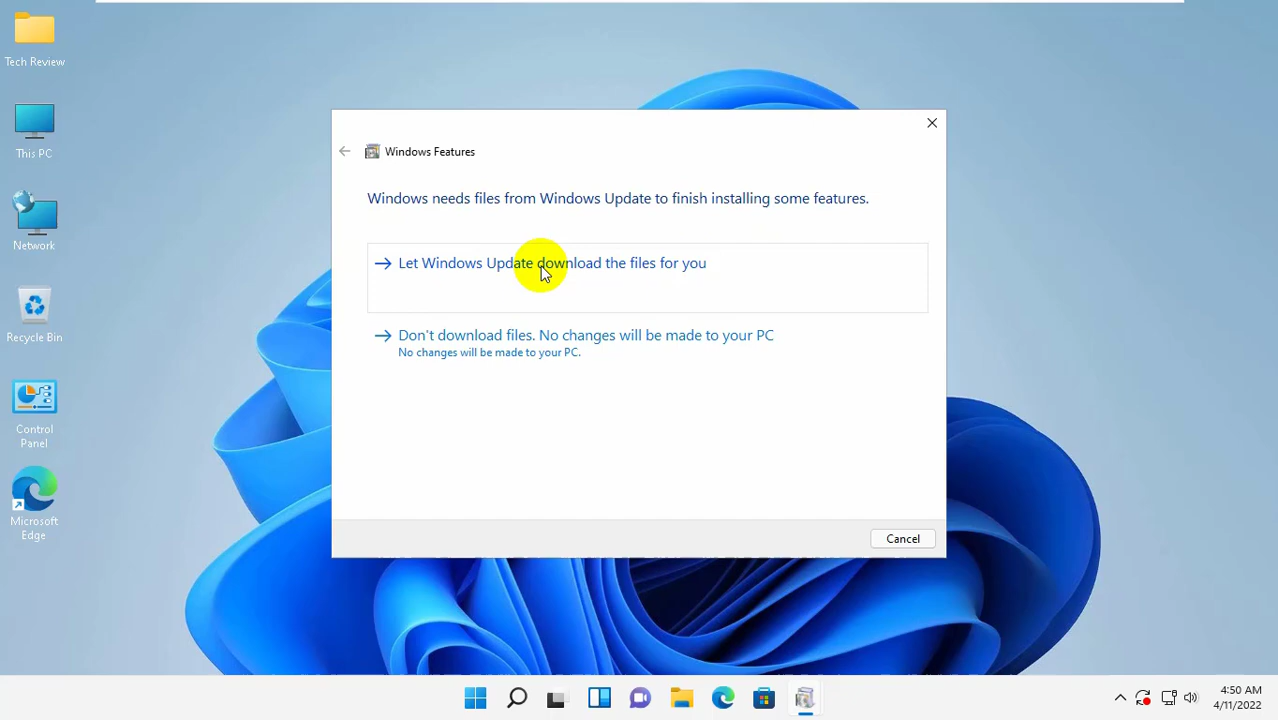 Tech Review
This PC
Network
Recycle Bin
Control
Panel
Microsoft
Edge
Windows Features
Windows needs files from Windows Update to finish installing some features.
Let Windows Update download the files for you
Don't download files. No changes will be made to your PC
No changes will be made to your PC.
Cancel
4:50 AM
4/11/2022